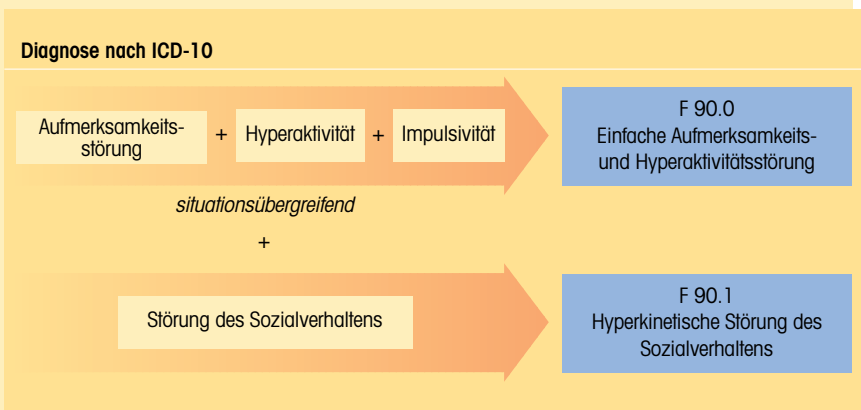 Diagnose nach ICD-10
Aufmerksamkeits-
störung
+
Hyperaktivität
+
Impulsivität
F 90.0
Einfache Aufmerksamkeits-
und Hyperaktivitätsstörung
situationsübergreifend
+
Störung des Sozialverhaltens
F 90.1
Hyperkinetische Störung des
Sozialverhaltens